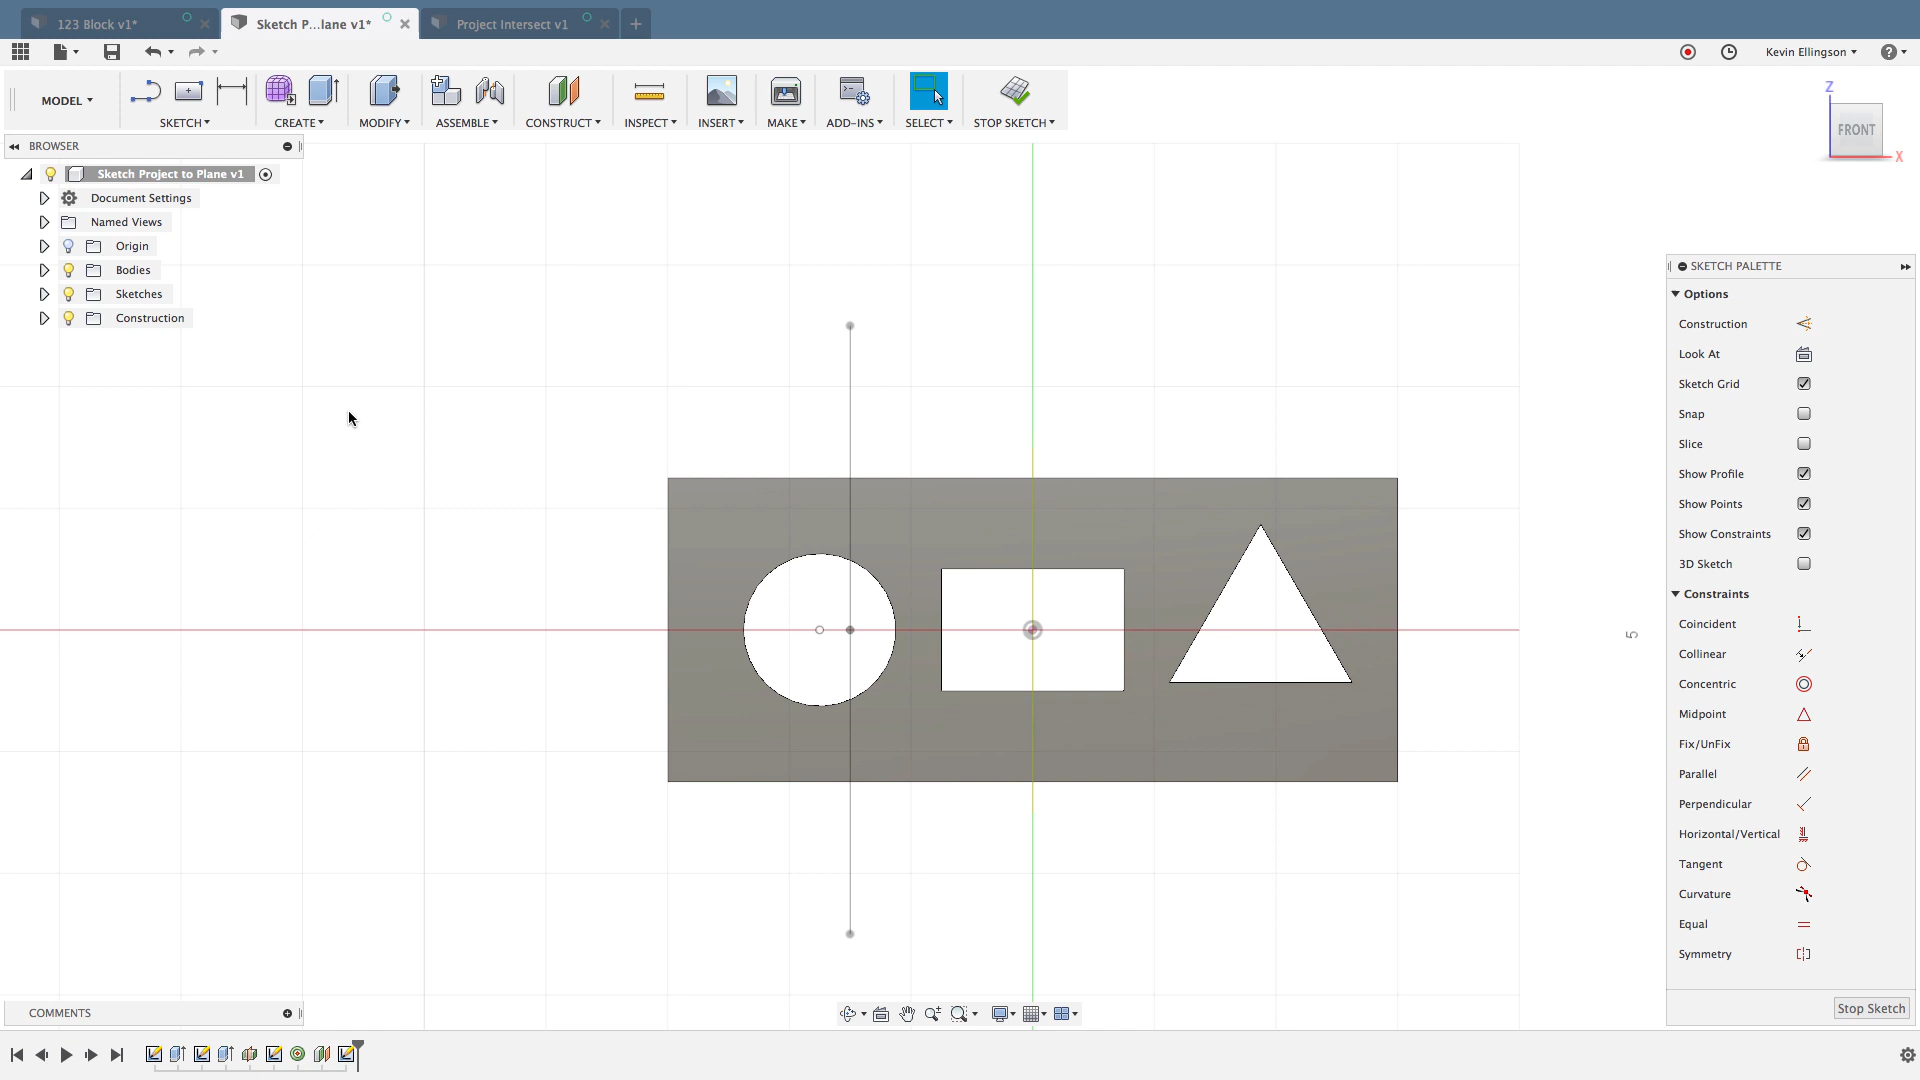 123 Block v1*
Sketch P...lane v1*
Project Intersect v1
Kevin Ellingson
MODEL
SKETCH
CREATE
MODIFY
ASSEMBLE
CONSTRUCT
INSPECT
INSERT
MAKE
ADD-INS
SELECT
STOP SKETCH
Z
FRONT
X
BROWSER
Sketch Project to Plane v1
Document Settings
Named Views
Origin
Bodies
Sketches
Construction
SKETCH PALETTE
Options
Construction
Look At
Sketch Grid
Snap
Slice
Show Profile
Show Points
Show Constraints
3D Sketch
Constraints
Coincident
Collinear
Concentric
Midpoint
Fix/UnFix
Parallel
Perpendicular
Horizontal/Vertical
Tangent
Curvature
Equal
Symmetry
Stop Sketch
5
COMMENTS